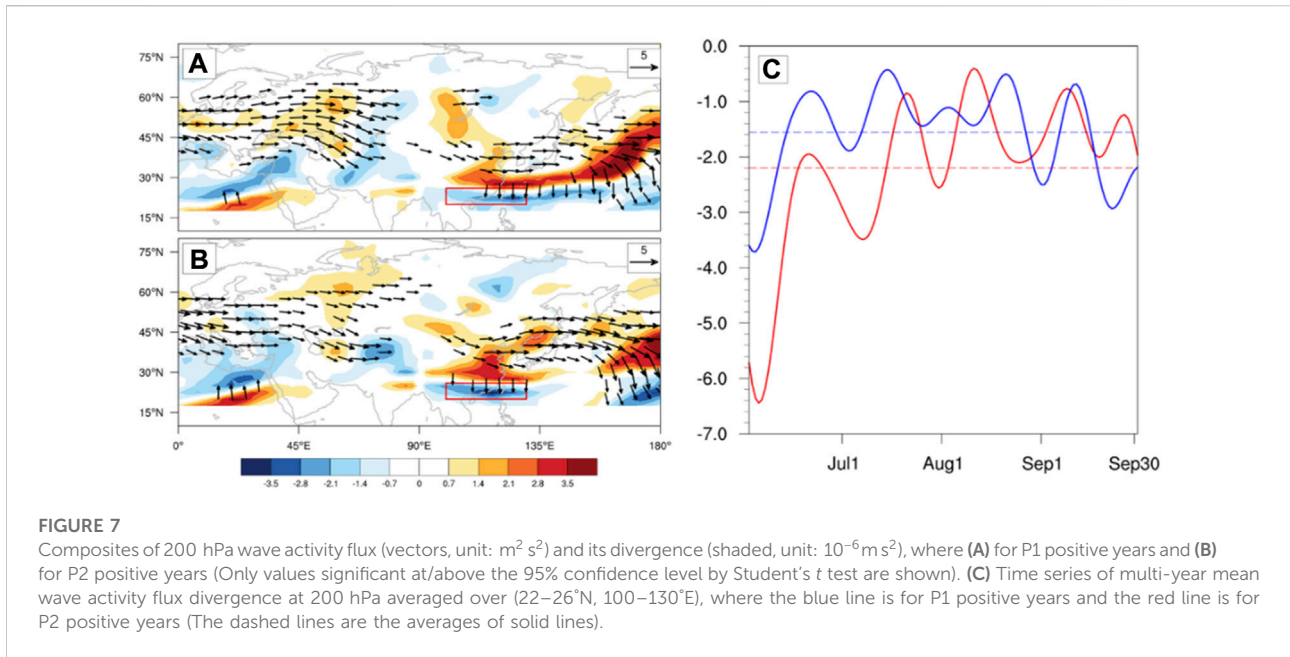 A
5
75°N
60°N
45°N
30°N
15°N
B
5
75°N
60°N
45°N
30°N
15°N
0°
45°E
90°E
135°E
180°
-3.5 -2.8 -2.1 -1.4 -0.7 0 0.7 1.4 2.1 2.8 3.5
C
0.0
-1.0
-2.0
-3.0
-4.0
-5.0
-6.0
-7.0
Jul1
Aug1
Sep1
Sep30
FIGURE 7
Composites of 200 hPa wave activity flux (vectors, unit: m² s²) and its divergence (shaded, unit: 10⁻⁶ m s²), where (A) for P1 positive years and (B)
for P2 positive years (Only values significant at/above the 95% confidence level by Student's t test are shown). (C) Time series of multi-year mean
wave activity flux divergence at 200 hPa averaged over (22–26°N, 100–130°E), where the blue line is for P1 positive years and the red line is for
P2 positive years (The dashed lines are the averages of solid lines).